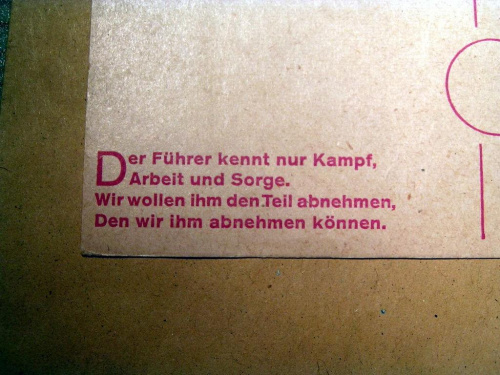 Der Führer kennt nur Kampf,
Arbeit und Sorge.
Wir wollen ihm den Teil abnehmen,
Den wir ihm abnehmen können.